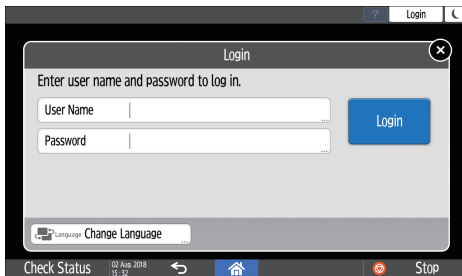 ? Login
Login
Enter user name and password to log in.
User Name
...
Login
Password
...
Language Change Language ...
Check Status 02 Aug 2018 Stop
15:32